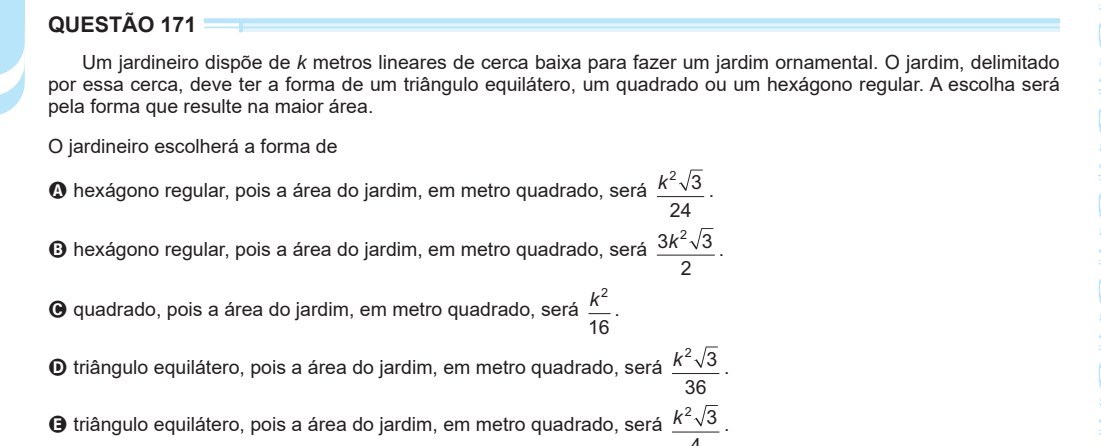 QUESTÃO 171
Um jardineiro dispõe de k metros lineares de cerca baixa para fazer um jardim ornamental. O jardim, delimitado
por essa cerca, deve ter a forma de um triângulo equilátero, um quadrado ou um hexágono regular. A escolha será
pela forma que resulte na maior área.
O jardineiro escolherá a forma de
A hexágono regular, pois a área do jardim, em metro quadrado, será k²√3/24.
B hexágono regular, pois a área do jardim, em metro quadrado, será 3k²√3/2.
C quadrado, pois a área do jardim, em metro quadrado, será k²/16.
D triângulo equilátero, pois a área do jardim, em metro quadrado, será k²√3/36.
E triângulo equilátero, pois a área do jardim, em metro quadrado, será k²√3/4.